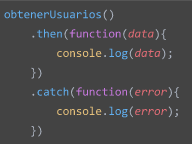 obtenerUsuarios()
    .then(function(data){
        console.log(data);
    })
    .catch(function(error){
        console.log(error);
    })